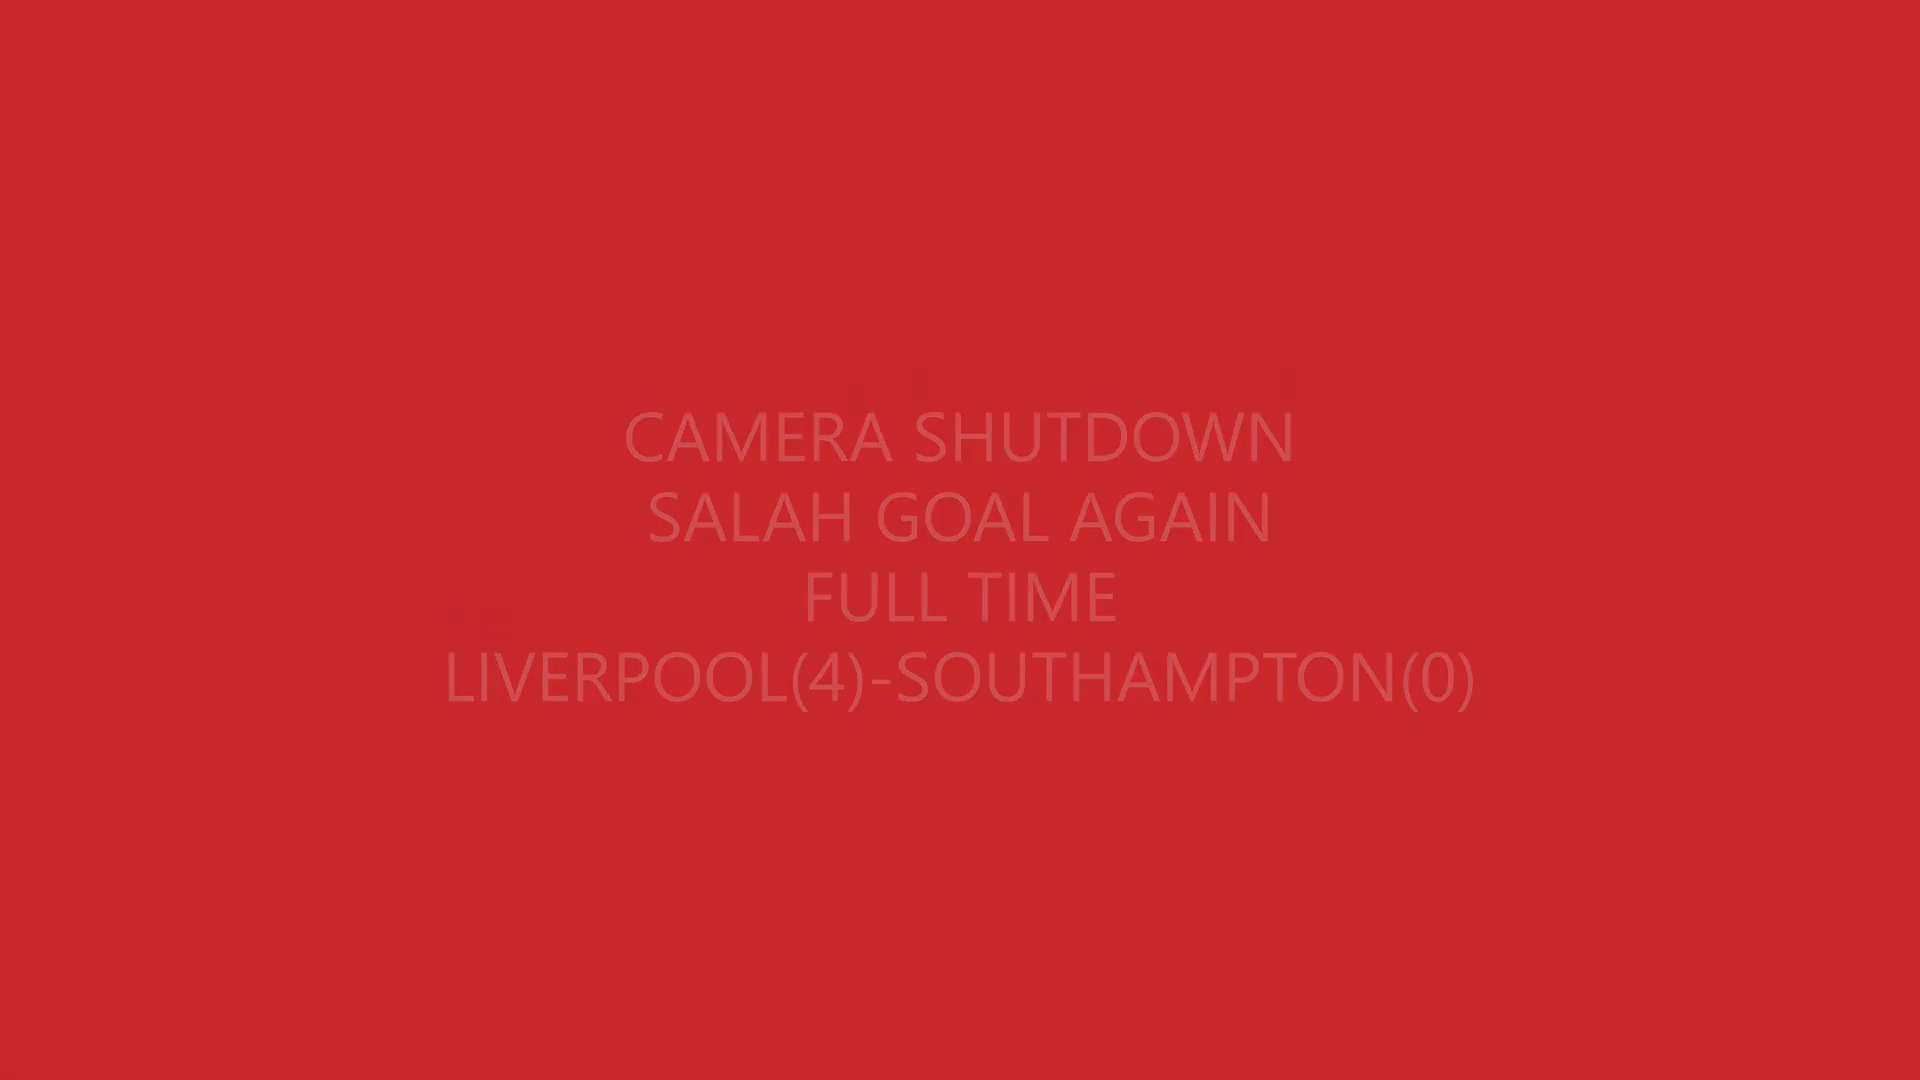 CAMERA SHUTDOWN
SALAH GOAL AGAIN
FULL TIME
LIVERPOOL(4)-SOUTHAMPTON(0)